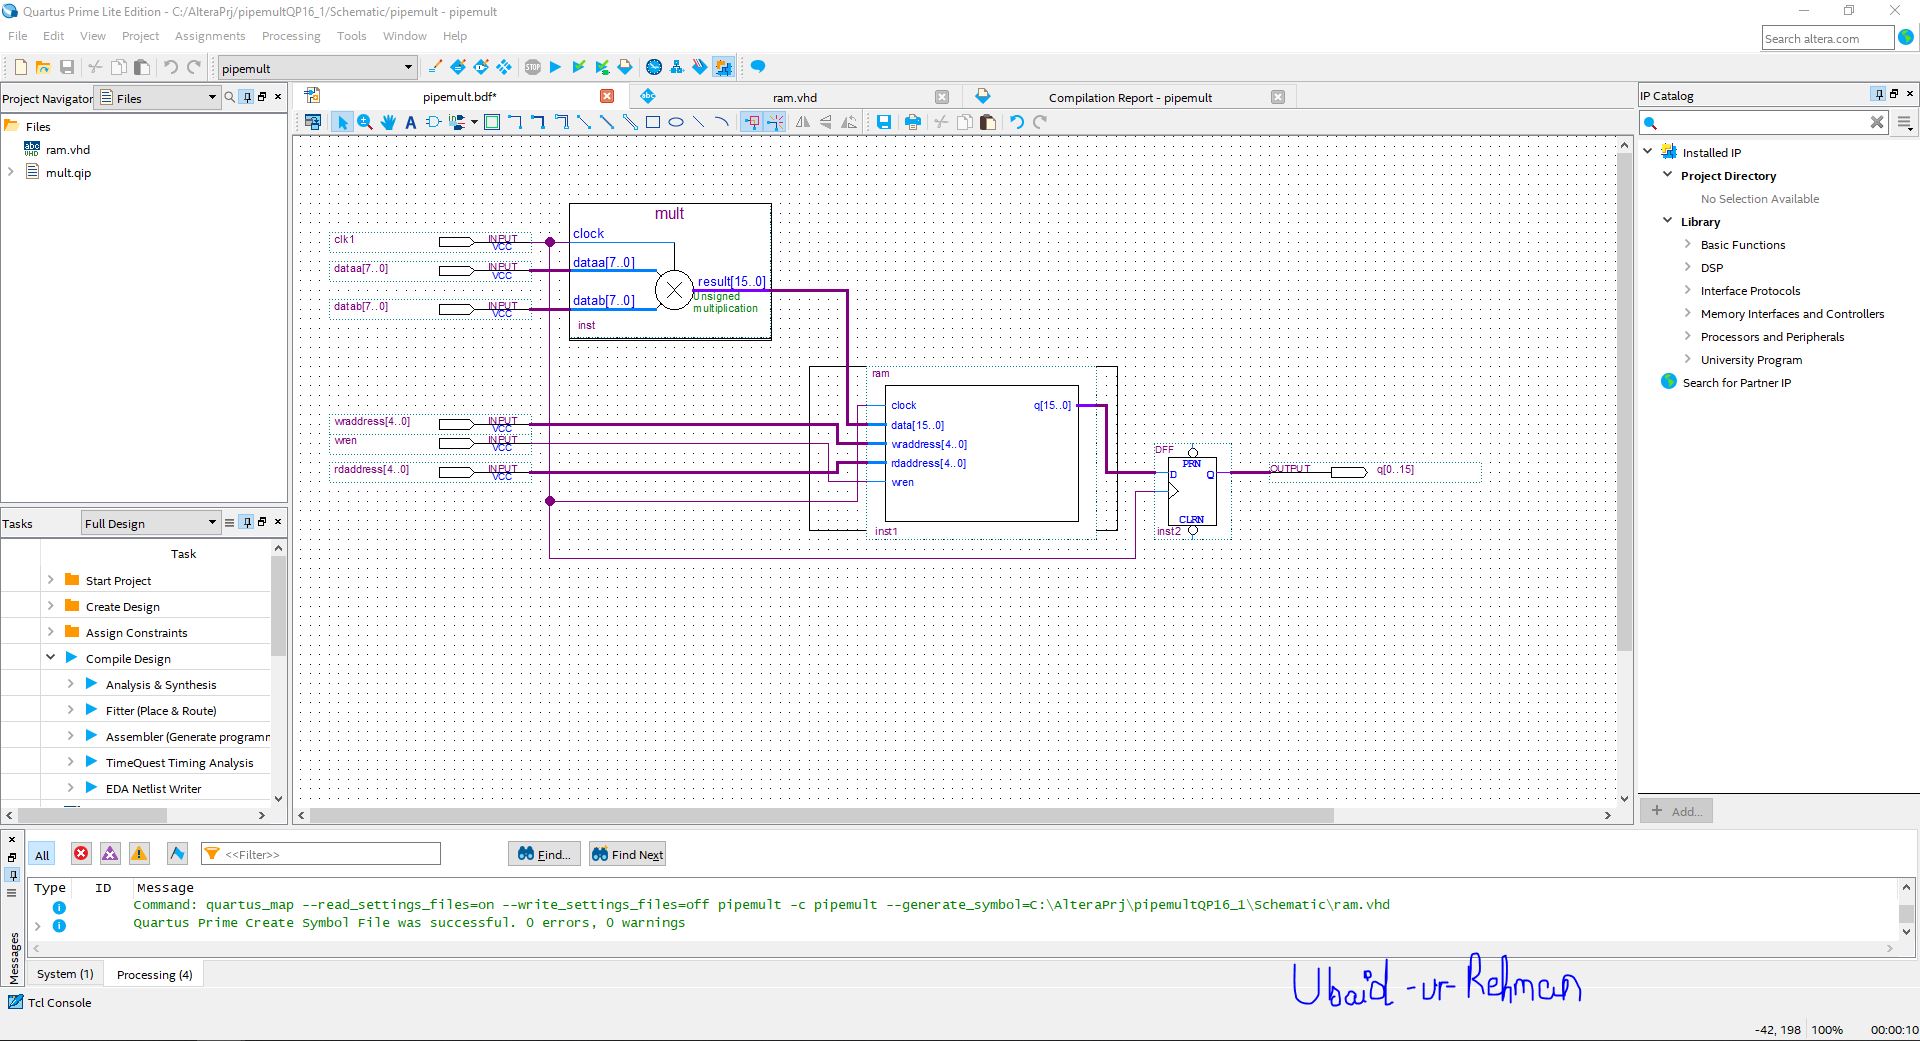 Quartus Prime Lite Edition - C:/AlteraPrj/pipemultQP16_1/Schematic/pipemult - pipemult
File Edit View Project Assignments Processing Tools Window Help
Search altera.com
pipemult
Project Navigator Files
pipemult.bdf*
ram.vhd
Compilation Report - pipemult
IP Catalog
Files
ram.vhd
mult.qip
Installed IP
Project Directory
No Selection Available
Library
Basic Functions
DSP
Interface Protocols
Memory Interfaces and Controllers
Processors and Peripherals
University Program
Search for Partner IP
Add...
mult
clk1 INPUT VCC clock
dataa[7..0] INPUT VCC dataa[7..0]
result[15..0]
datab[7..0] INPUT VCC datab[7..0]
Unsigned
multiplication
inst
ram
clock q[15..0]
wraddress[4..0] INPUT VCC data[15..0]
wren INPUT VCC wraddress[4..0]
rdaddress[4..0] INPUT VCC rdaddress[4..0]
wren
inst1
DFF
PRN
D Q
CLRN
inst2
OUTPUT q[0..15]
Tasks Full Design
Task
Start Project
Create Design
Assign Constraints
Compile Design
Analysis & Synthesis
Fitter (Place & Route)
Assembler (Generate programm
TimeQuest Timing Analysis
EDA Netlist Writer
All <<Filter>> Find... Find Next
Type ID Message
Command: quartus_map --read_settings_files=on --write_settings_files=off pipemult -c pipemult --generate_symbol=C:\AlteraPrj\pipemultQP16_1\Schematic\ram.vhd
Quartus Prime Create Symbol File was successful. 0 errors, 0 warnings
Messages
System (1) Processing (4)
Tcl Console
Ubaid-ur-Rehman
-42, 198 100% 00:00:10